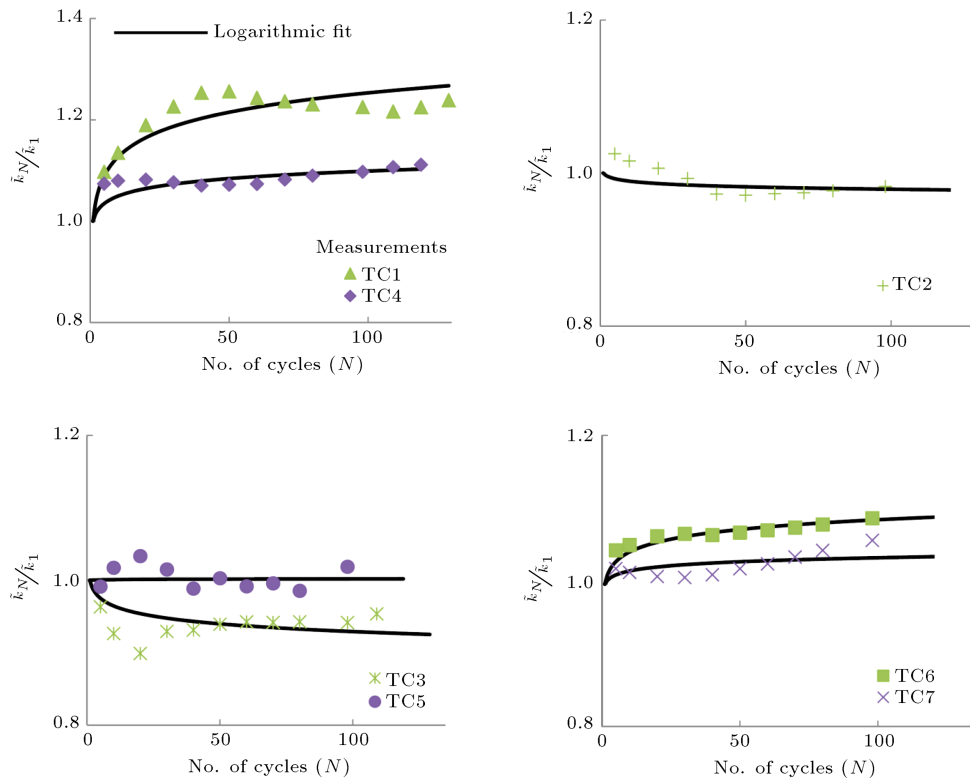 1.4
Logarithmic fit
1.2
k̃N/k̃1
1.0
Measurements
TC1
TC4
0.8
0 50 100
No. of cycles (N)
1.2
k̃N/k̃1
1.0
TC2
0.8
0 50 100
No. of cycles (N)
1.2
k̃N/k̃1
1.0
TC3
TC5
0.8
0 50 100
No. of cycles (N)
1.2
k̃N/k̃1
1.0
TC6
TC7
0.8
0 50 100
No. of cycles (N)